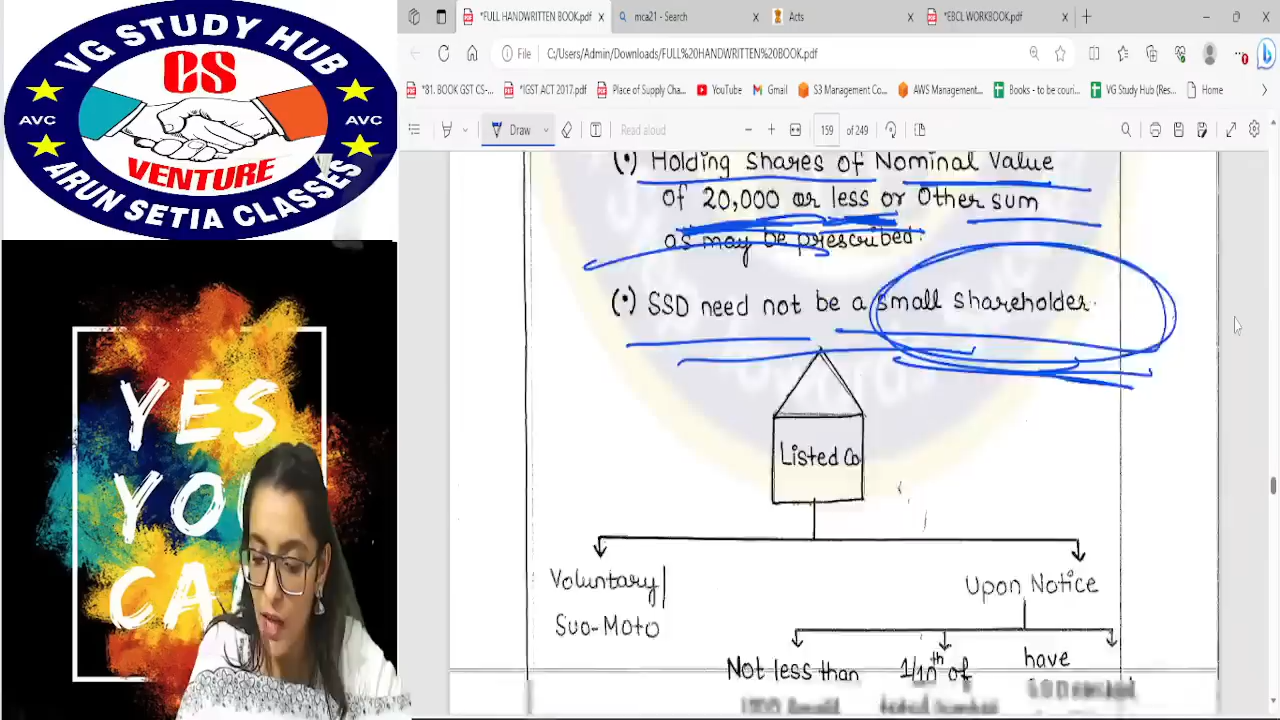 VG STUDY HUB
CS
AVC
AVC
VENTURE
ARUN SETIA CLASSES
YES
YOU
CA
*FULL HANDWRITTEN BOOK.pdf
mca21 - Search
Acts
*EBCL WORKBOOK.pdf
File
C:/Users/Admin/Downloads/FULL%20HANDWRITTEN%20BOOK.pdf
*81. BOOK GST CS-...
*IGST ACT 2017.pdf
Place of Supply Cha...
YouTube
Gmail
S3 Management Co...
AWS Management...
Books - to be couri...
VG Study Hub (Res...
Home
Draw
Read aloud
159
of 249
(•) Holding Shares of Nominal Value
of 20,000 or less or Other sum
as may be prescribed.
(•) SSD need not be a small shareholder.
Listed Co
Voluntary/
Suo-Moto
Upon Notice
Not less than
1/10th of
have